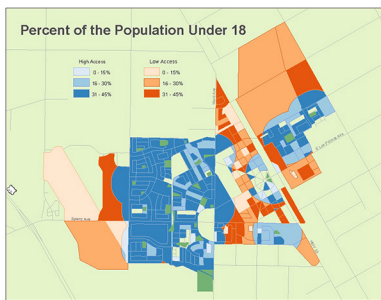 Percent of the Population Under 18
High Access
Low Access
0 - 15%
0 - 15%
16 - 30%
16 - 30%
31 - 45%
31 - 45%